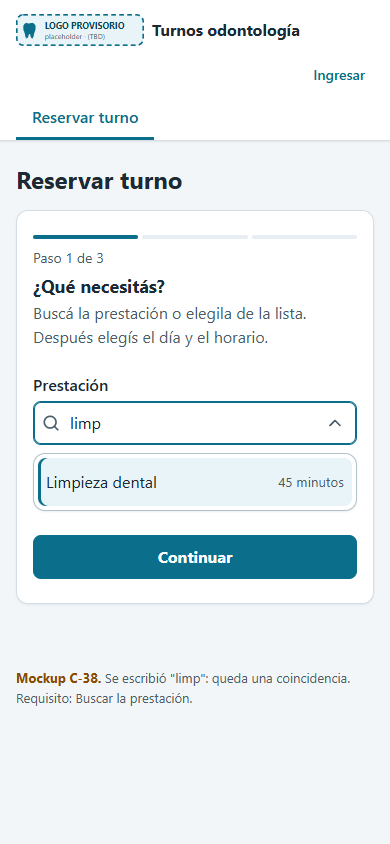 LOGO PROVISORIO
placeholder · (TBD)
Turnos odontología
Ingresar
Reservar turno
Reservar turno
Paso 1 de 3
¿Qué necesitás?
Buscá la prestación o elegila de la lista.
Después elegís el día y el horario.
Prestación
limp
Limpieza dental 45 minutos
Continuar
Mockup C-38. Se escribió "limp": queda una coincidencia.
Requisito: Buscar la prestación.